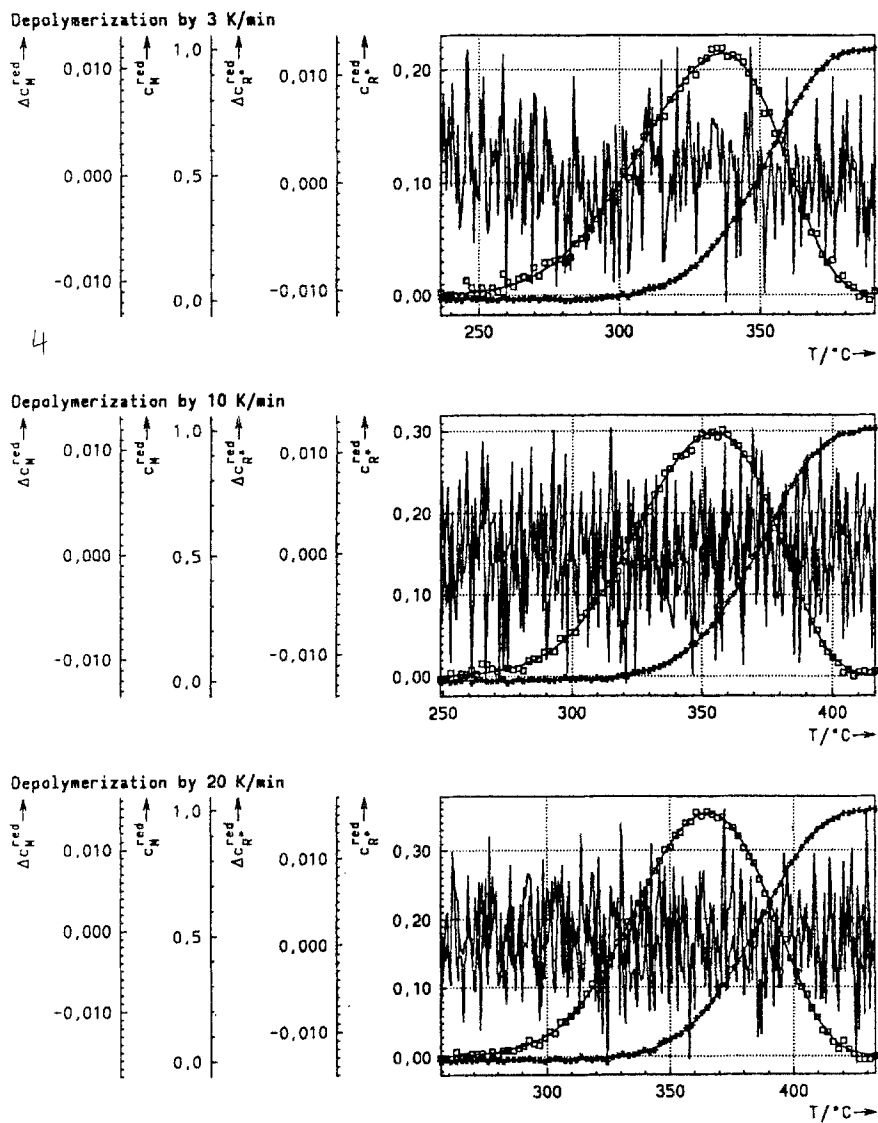 Depolymerization by 3 K/min
Δc_M^red →
0,010
0,000
-0,010
c_M^red →
1,0
0,5
0,0
Δc_R•^red →
0,010
0,000
-0,010
c_R•^red →
0,20
0,10
0,00
250 300 350
T/°C→
4
Depolymerization by 10 K/min
Δc_M^red →
0,010
0,000
-0,010
c_M^red →
1,0
0,5
0,0
Δc_R•^red →
0,010
0,000
-0,010
c_R•^red →
0,30
0,20
0,10
0,00
250 300 350 400
T/°C→
Depolymerization by 20 K/min
Δc_M^red →
0,010
0,000
-0,010
c_M^red →
1,0
0,5
0,0
Δc_R•^red →
0,010
0,000
-0,010
c_R•^red →
0,30
0,20
0,10
0,00
300 350 400
T/°C→